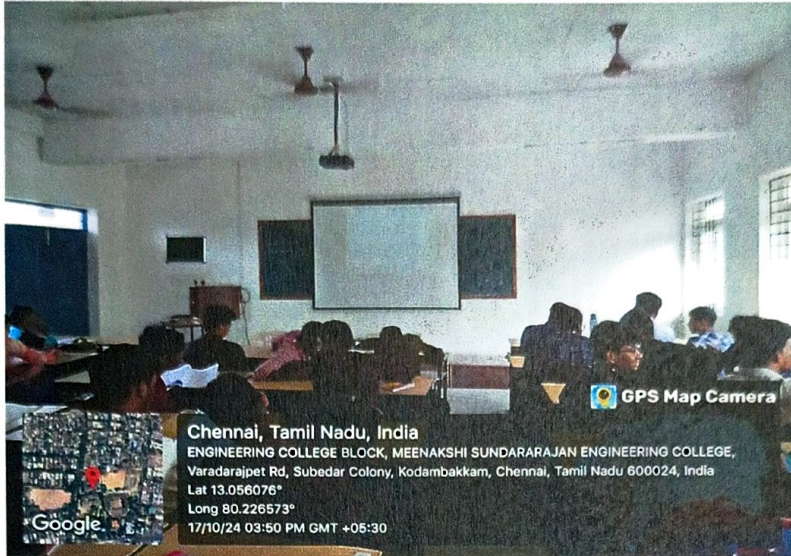 GPS Map Camera
Chennai, Tamil Nadu, India
ENGINEERING COLLEGE BLOCK, MEENAKSHI SUNDARARAJAN ENGINEERING COLLEGE,
Varadarajpet Rd, Subedar Colony, Kodambakkam, Chennai, Tamil Nadu 600024, India
Lat 13.056076°
Long 80.226573°
17/10/24 03:50 PM GMT +05:30
Google